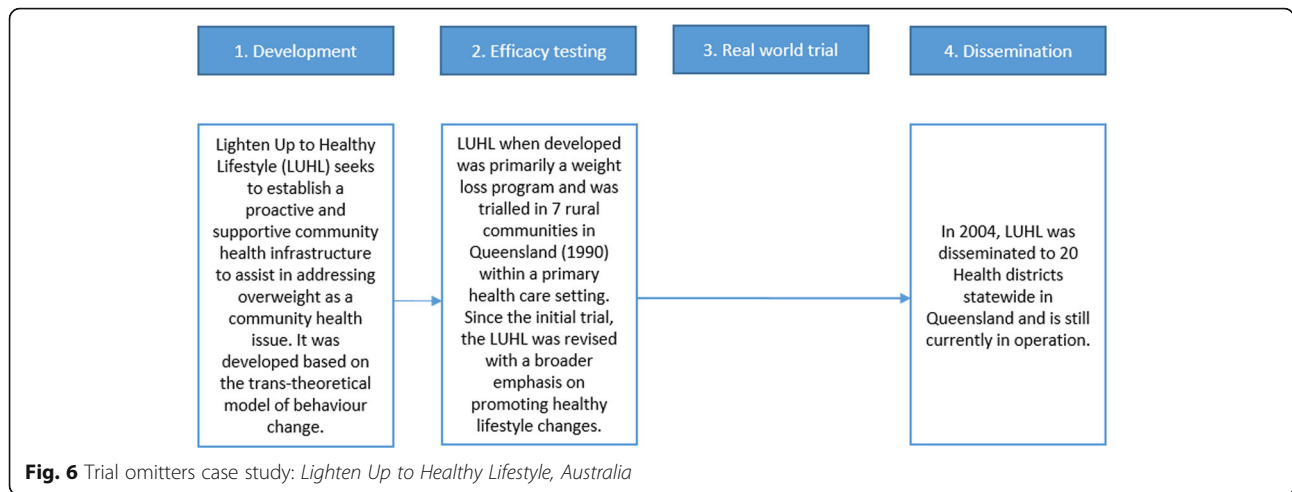 1. Development
2. Efficacy testing
3. Real world trial
4. Dissemination
Lighten Up to Healthy
Lifestyle (LUHL) seeks
to establish a
proactive and
supportive community
health infrastructure
to assist in addressing
overweight as a
community health
issue. It was
developed based on
the trans-theoretical
model of behaviour
change.
LUHL when developed
was primarily a weight
loss program and was
trialled in 7 rural
communities in
Queensland (1990)
within a primary
health care setting.
Since the initial trial,
the LUHL was revised
with a broader
emphasis on
promoting healthy
lifestyle changes.
In 2004, LUHL was
disseminated to 20
Health districts
statewide in
Queensland and is still
currently in operation.
Fig. 6 Trial omitters case study: Lighten Up to Healthy Lifestyle, Australia